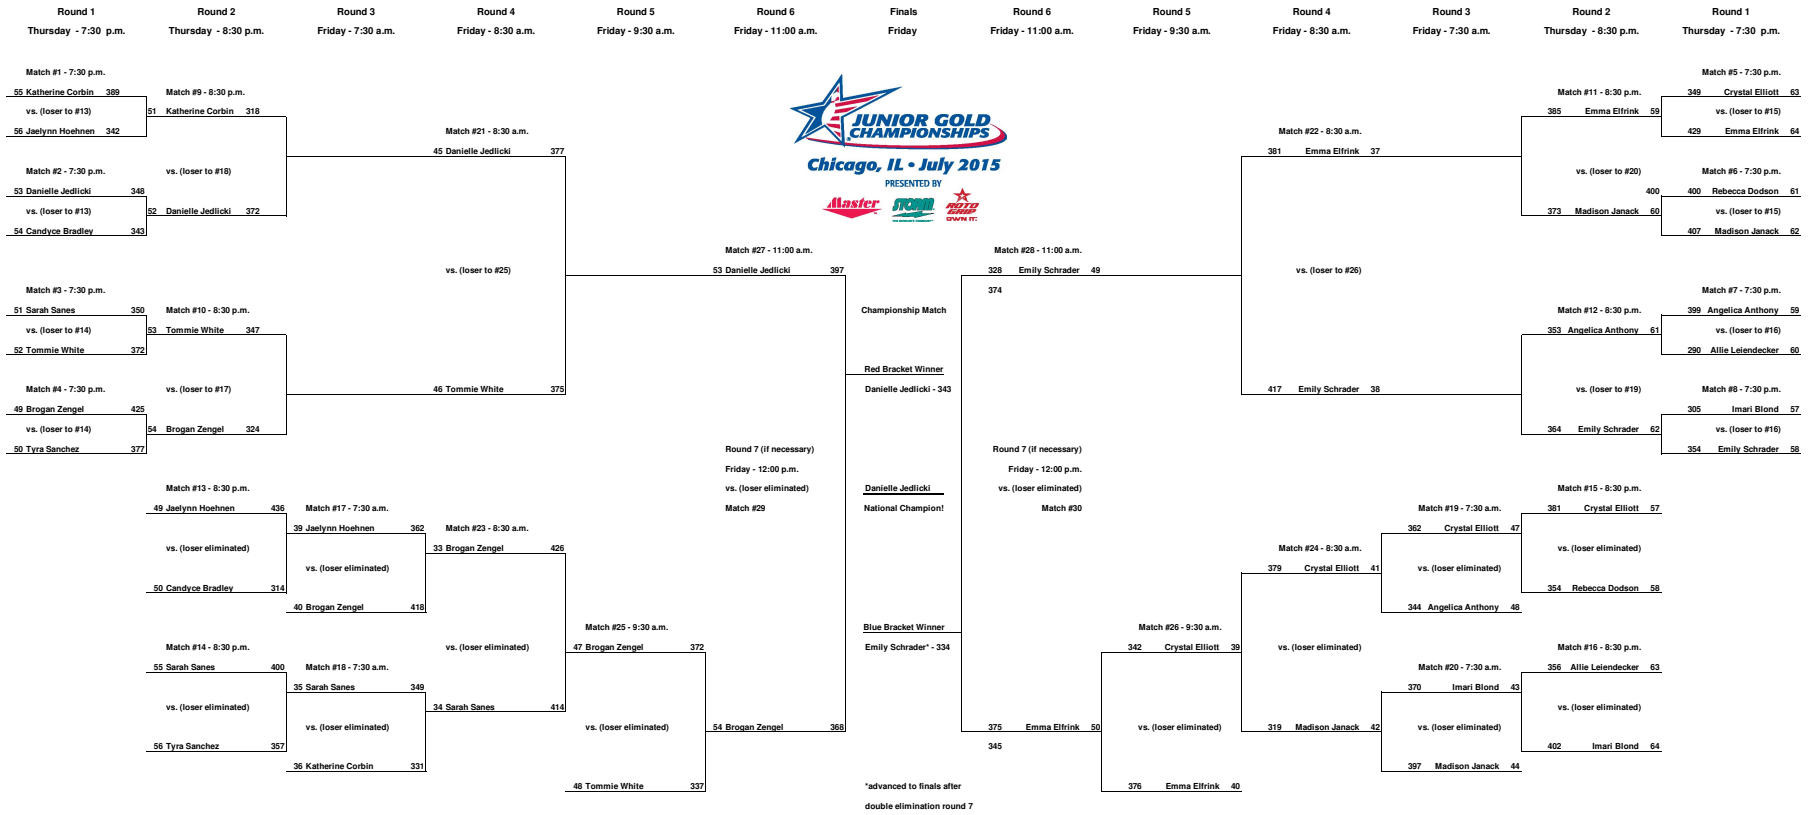 Round 1 Round 2 Round 3 Round 4 Round 5 Round 6 Finals Round 6 Round 5 Round 4 Round 3 Round 2 Round 1
Thursday - 7:30 p.m. Thursday - 8:30 p.m. Friday - 7:30 a.m. Friday - 8:30 a.m. Friday - 9:30 a.m. Friday - 11:00 a.m. Friday Friday - 11:00 a.m. Friday - 9:30 a.m. Friday - 8:30 a.m. Friday - 7:30 a.m. Thursday - 8:30 p.m. Thursday - 7:30 p.m.
Match #1 - 7:30 p.m. Match #5 - 7:30 p.m.
55 Katherine Corbin 389 Match #9 - 8:30 p.m. Match #11 - 8:30 p.m. 349 Crystal Elliott 63
vs. (loser to #13) 51 Katherine Corbin 318 385 Emma Elfrink 59 vs. (loser to #15)
JUNIOR GOLD
56 Jaelynn Hoehnen 342 Match #21 - 8:30 a.m. CHAMPIONSHIPS Match #22 - 8:30 a.m. 429 Emma Elfrink 64
45 Danielle Jedlicki 377 381 Emma Elfrink 37
Chicago, IL • July 2015
Match #2 - 7:30 p.m. vs. (loser to #18) vs. (loser to #20) Match #6 - 7:30 p.m.
PRESENTED BY
53 Danielle Jedlicki 348 400 400 Rebecca Dodson 61
Master STORM ROTO GRIP OWN IT.
vs. (loser to #13) 52 Danielle Jedlicki 372 373 Madison Janack 60 vs. (loser to #15)
54 Candyce Bradley 343 407 Madison Janack 62
Match #27 - 11:00 a.m. Match #28 - 11:00 a.m.
vs. (loser to #25) 53 Danielle Jedlicki 397 328 Emily Schrader 49 vs. (loser to #26)
Match #3 - 7:30 p.m. 374 Match #7 - 7:30 p.m.
51 Sarah Sanes 350 Match #10 - 8:30 p.m. Championship Match Match #12 - 8:30 p.m. 399 Angelica Anthony 59
vs. (loser to #14) 53 Tommie White 347 353 Angelica Anthony 61 vs. (loser to #16)
52 Tommie White 372 290 Allie Leiendecker 60
Red Bracket Winner
Match #4 - 7:30 p.m. vs. (loser to #17) 46 Tommie White 375 Danielle Jedlicki - 343 417 Emily Schrader 38 vs. (loser to #19) Match #8 - 7:30 p.m.
49 Brogan Zengel 425 305 Imari Blond 57
vs. (loser to #14) 54 Brogan Zengel 324 364 Emily Schrader 62 vs. (loser to #16)
50 Tyra Sanchez 377 Round 7 (if necessary) Round 7 (if necessary) 354 Emily Schrader 58
Friday - 12:00 p.m. Friday - 12:00 p.m.
Match #13 - 8:30 p.m. vs. (loser eliminated) Danielle Jedlicki vs. (loser eliminated) Match #15 - 8:30 p.m.
49 Jaelynn Hoehnen 436 Match #17 - 7:30 a.m. Match #29 National Champion! Match #30 Match #19 - 7:30 a.m. 381 Crystal Elliott 57
39 Jaelynn Hoehnen 362 Match #23 - 8:30 a.m. 362 Crystal Elliott 47
vs. (loser eliminated) 33 Brogan Zengel 426 Match #24 - 8:30 a.m. vs. (loser eliminated)
vs. (loser eliminated) 379 Crystal Elliott 41 vs. (loser eliminated)
50 Candyce Bradley 314 354 Rebecca Dodson 58
40 Brogan Zengel 418 344 Angelica Anthony 48
Match #25 - 9:30 a.m. Blue Bracket Winner Match #26 - 9:30 a.m.
Match #14 - 8:30 p.m. vs. (loser eliminated) 47 Brogan Zengel 372 Emily Schrader* - 334 342 Crystal Elliott 39 vs. (loser eliminated) Match #16 - 8:30 p.m.
55 Sarah Sanes 400 Match #18 - 7:30 a.m. Match #20 - 7:30 a.m. 356 Allie Leiendecker 63
35 Sarah Sanes 349 370 Imari Blond 43
vs. (loser eliminated) 34 Sarah Sanes 414 vs. (loser eliminated)
vs. (loser eliminated) vs. (loser eliminated) 54 Brogan Zengel 368 375 Emma Elfrink 50 vs. (loser eliminated) 319 Madison Janack 42 vs. (loser eliminated)
56 Tyra Sanchez 357 345 402 Imari Blond 64
36 Katherine Corbin 331 397 Madison Janack 44
48 Tommie White 337 *advanced to finals after 376 Emma Elfrink 40
double elimination round 7